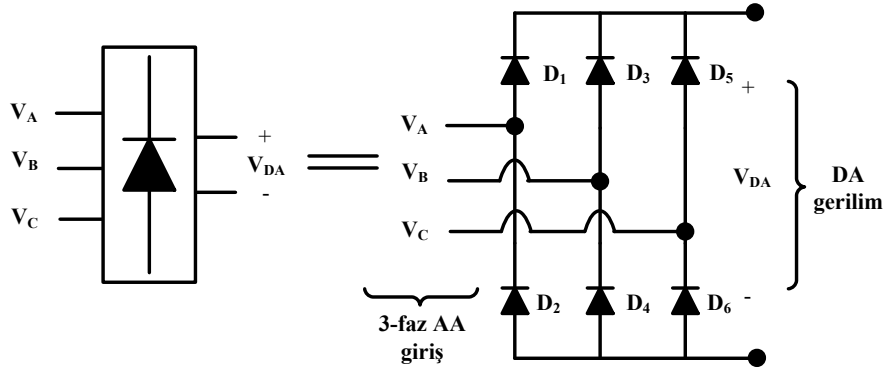 V_A
V_B
V_C
+
V_DA
-
V_A
V_B
V_C
3-faz AA
giriş
D_1
D_3
D_5
D_2
D_4
D_6
+
V_DA
-
DA
gerilim